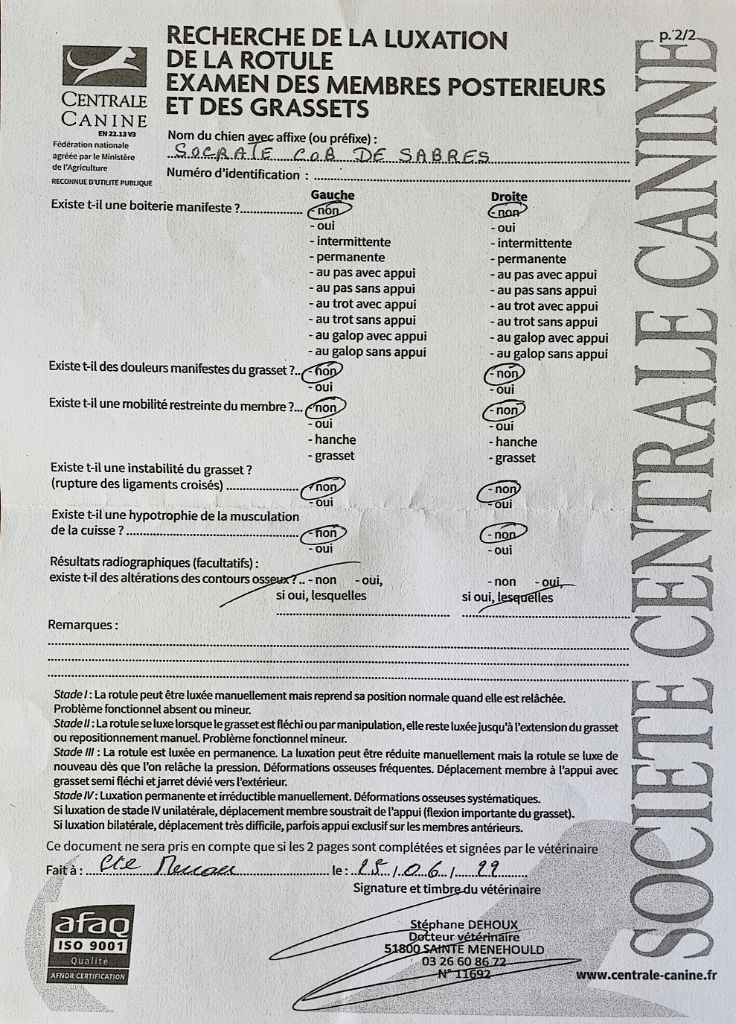 p. 2/2
RECHERCHE DE LA LUXATION
DE LA ROTULE
EXAMEN DES MEMBRES POSTERIEURS
ET DES GRASSETS
CENTRALE
CANINE
EN 22.13 V3
Fédération nationale
agréée par le Ministère
de l'Agriculture
RECONNUE D'UTILITÉ PUBLIQUE
Nom du chien avec affixe (ou préfixe) :
SOCRATE C.O.B DE SABRES
Numéro d'identification :
Gauche Droite
Existe t-il une boiterie manifeste ? - non - non
- oui - oui
- intermittente - intermittente
- permanente - permanente
- au pas avec appui - au pas avec appui
- au pas sans appui - au pas sans appui
- au trot avec appui - au trot avec appui
- au trot sans appui - au trot sans appui
- au galop avec appui - au galop avec appui
- au galop sans appui - au galop sans appui
Existe t-il des douleurs manifestes du grasset ?.. - non - non
- oui - oui
Existe t-il une mobilité restreinte du membre ?... - non - non
- oui - oui
- hanche - hanche
- grasset - grasset
Existe t-il une instabilité du grasset ?
(rupture des ligaments croisés) - non - non
- oui - oui
Existe t-il une hypotrophie de la musculation
de la cuisse ? - non - non
- oui - oui
Résultats radiographiques (facultatifs) :
existe t-il des altérations des contours osseux ?.. - non - oui, - non - oui,
si oui, lesquelles si oui, lesquelles
Remarques :
Stade I : La rotule peut être luxée manuellement mais reprend sa position normale quand elle est relâchée.
Problème fonctionnel absent ou mineur.
Stade II : La rotule se luxe lorsque le grasset est fléchi ou par manipulation, elle reste luxée jusqu'à l'extension du grasset
ou repositionnement manuel. Problème fonctionnel mineur.
Stade III : La rotule est luxée en permanence. La luxation peut être réduite manuellement mais la rotule se luxe de
nouveau dès que l'on relâche la pression. Déformations osseuses fréquentes. Déplacement membre à l'appui avec
grasset semi fléchi et jarret dévié vers l'extérieur.
Stade IV : Luxation permanente et irréductible manuellement. Déformations osseuses systématiques.
Si luxation de stade IV unilatérale, déplacement membre soustrait de l'appui (flexion importante du grasset).
Si luxation bilatérale, déplacement très difficile, parfois appui exclusif sur les membres antérieurs.
Ce document ne sera pris en compte que si les 2 pages sont complétées et signées par le vétérinaire
Fait à : Ste le : 25 / 06 / 22
Signature et timbre du vétérinaire
Stéphane DEHOUX
Docteur vétérinaire
51800 SAINTE MENEHOULD
03 26 60 86 72
N° 11692
afaq
ISO 9001
Qualité
AFNOR CERTIFICATION
www.centrale-canine.fr
SOCIETE CENTRALE CANINE